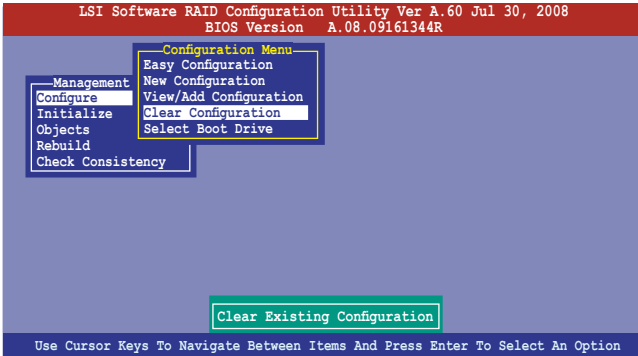 LSI Software RAID Configuration Utility Ver A.60 Jul 30, 2008
BIOS Version A.08.09161344R
Configuration Menu
Easy Configuration
New Configuration
View/Add Configuration
Clear Configuration
Select Boot Drive
Management
Configure
Initialize
Objects
Rebuild
Check Consistency
Clear Existing Configuration
Use Cursor Keys To Navigate Between Items And Press Enter To Select An Option